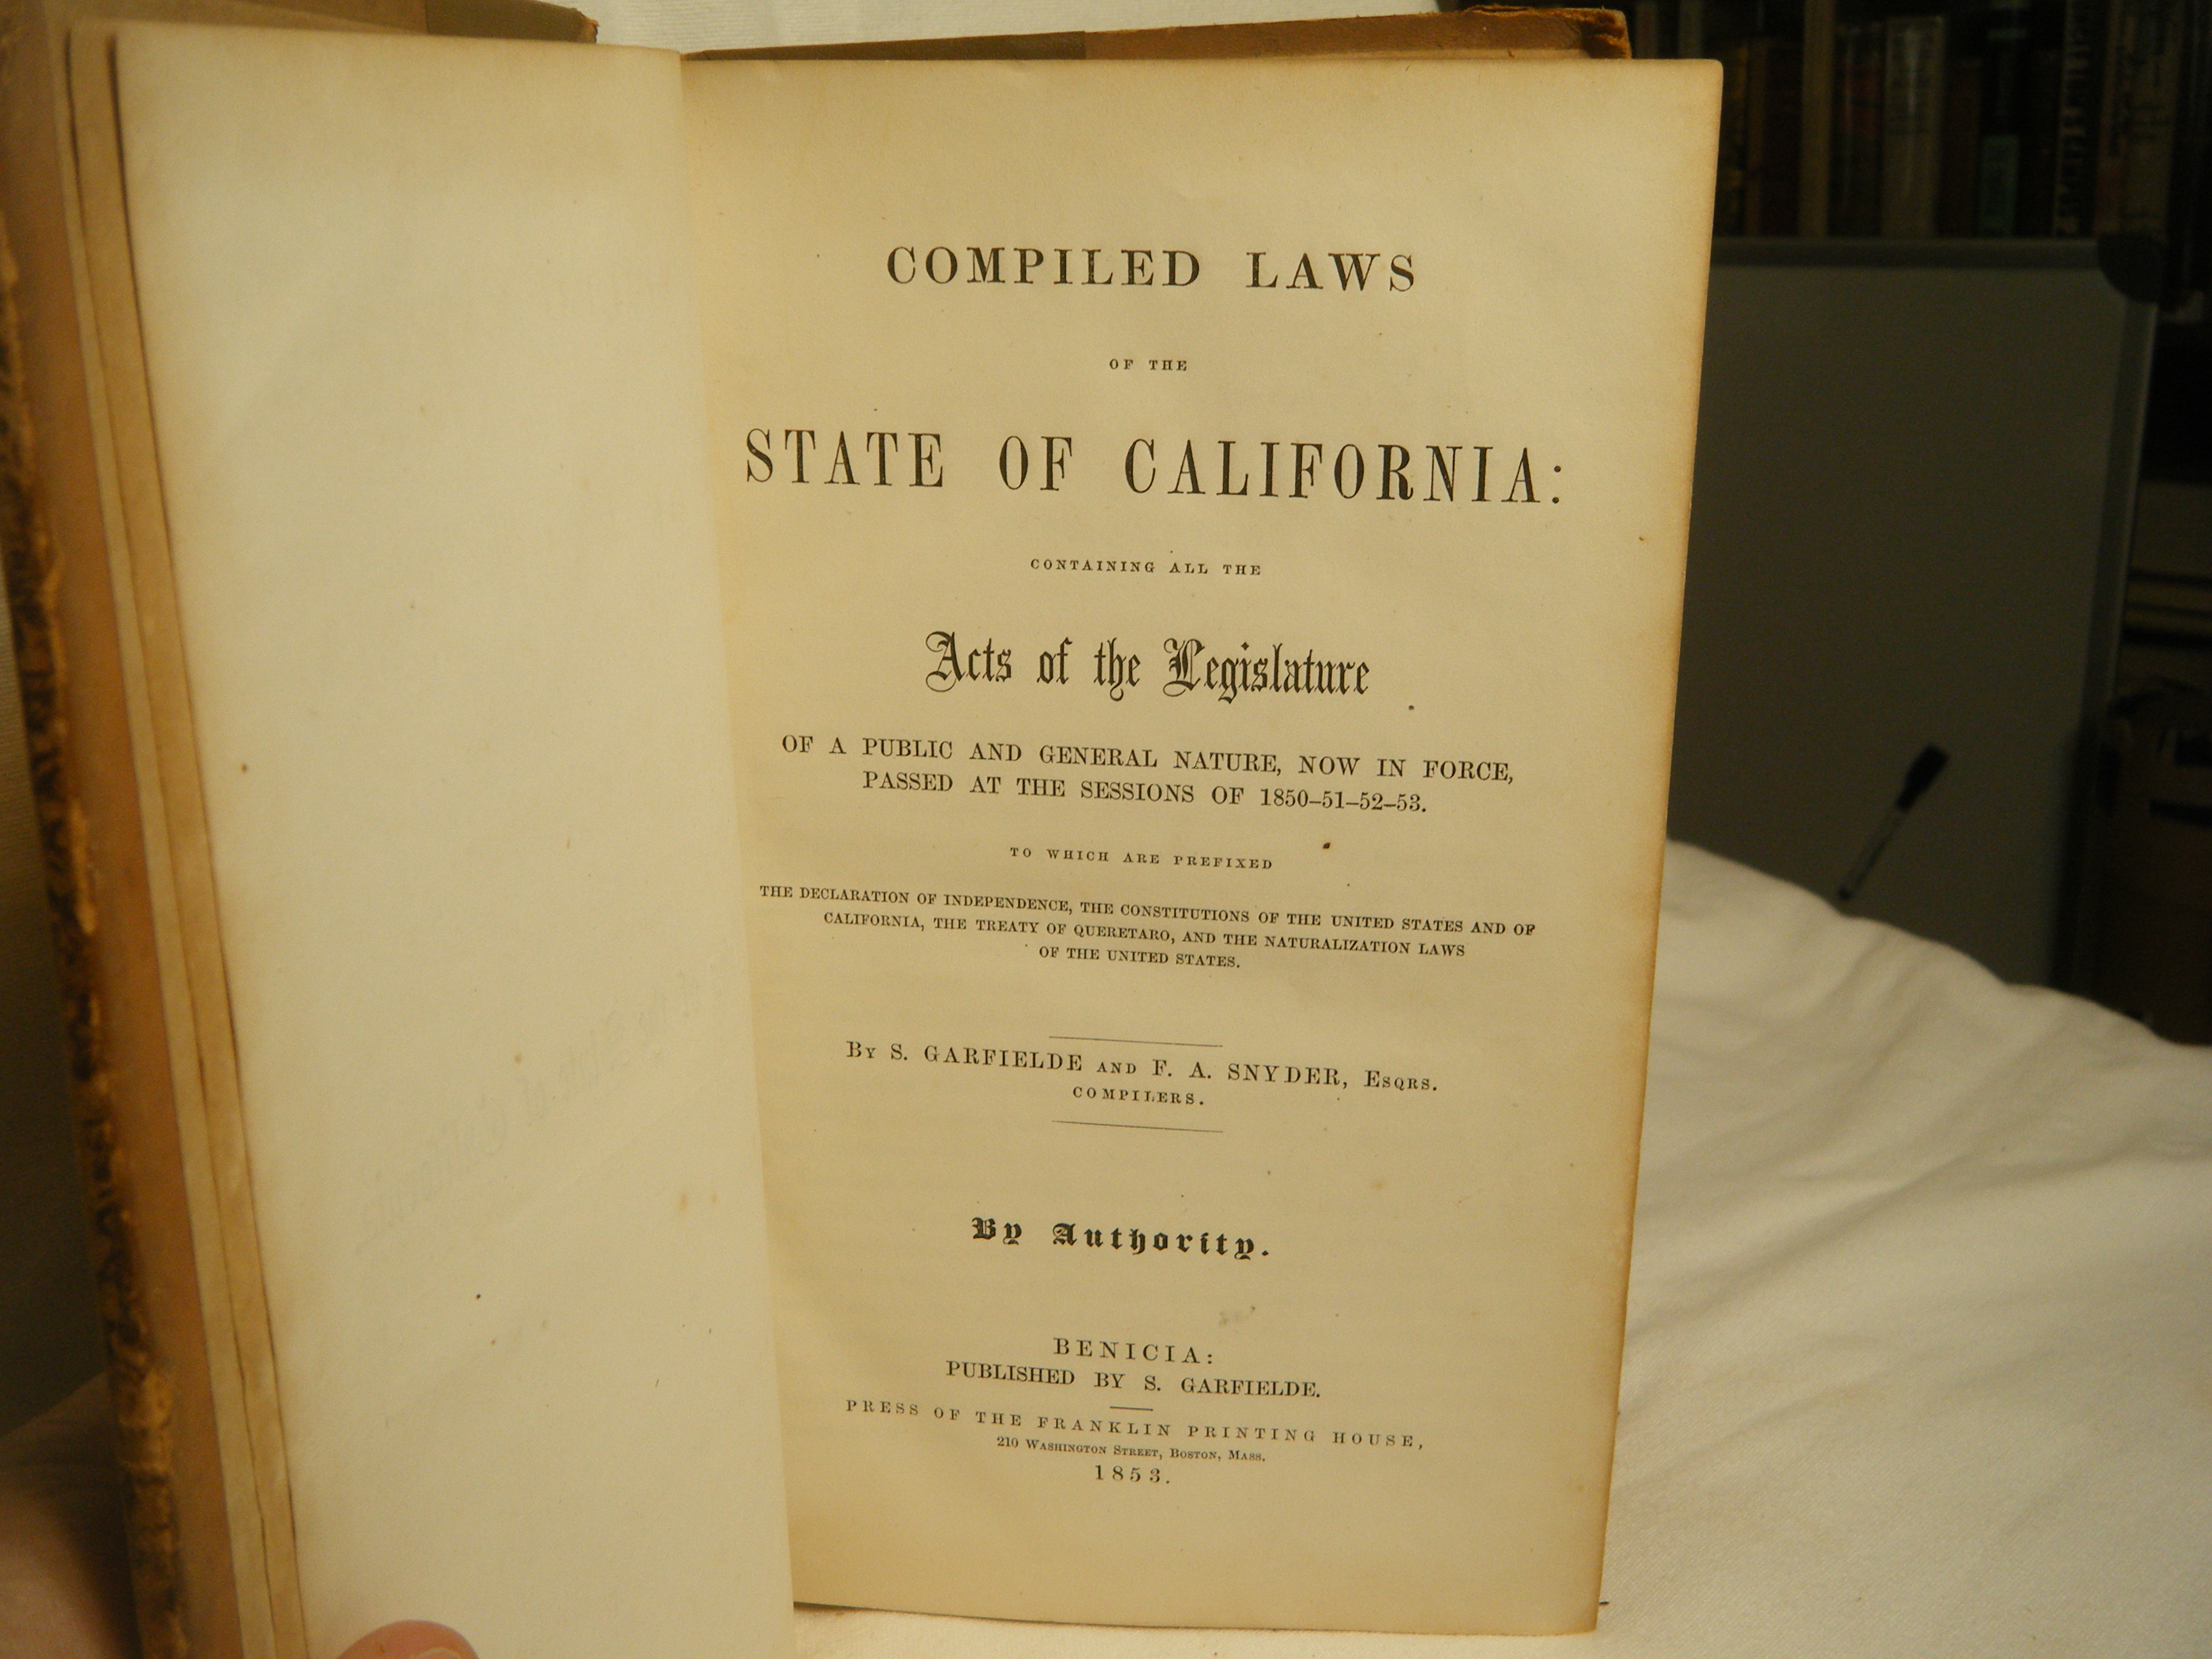 COMPILED LAWS
OF THE
STATE OF CALIFORNIA:
CONTAINING ALL THE
Acts of the Legislature
OF A PUBLIC AND GENERAL NATURE, NOW IN FORCE,
PASSED AT THE SESSIONS OF 1850–51–52–53.
TO WHICH ARE PREFIXED
THE DECLARATION OF INDEPENDENCE, THE CONSTITUTIONS OF THE UNITED STATES AND OF
CALIFORNIA, THE TREATY OF QUERETARO, AND THE NATURALIZATION LAWS
OF THE UNITED STATES.
By S. GARFIELDE AND F. A. SNYDER, Esqrs.
COMPILERS.
By Authority.
BENICIA:
PUBLISHED BY S. GARFIELDE.
PRESS OF THE FRANKLIN PRINTING HOUSE,
210 Washington Street, Boston, Mass.
1853.